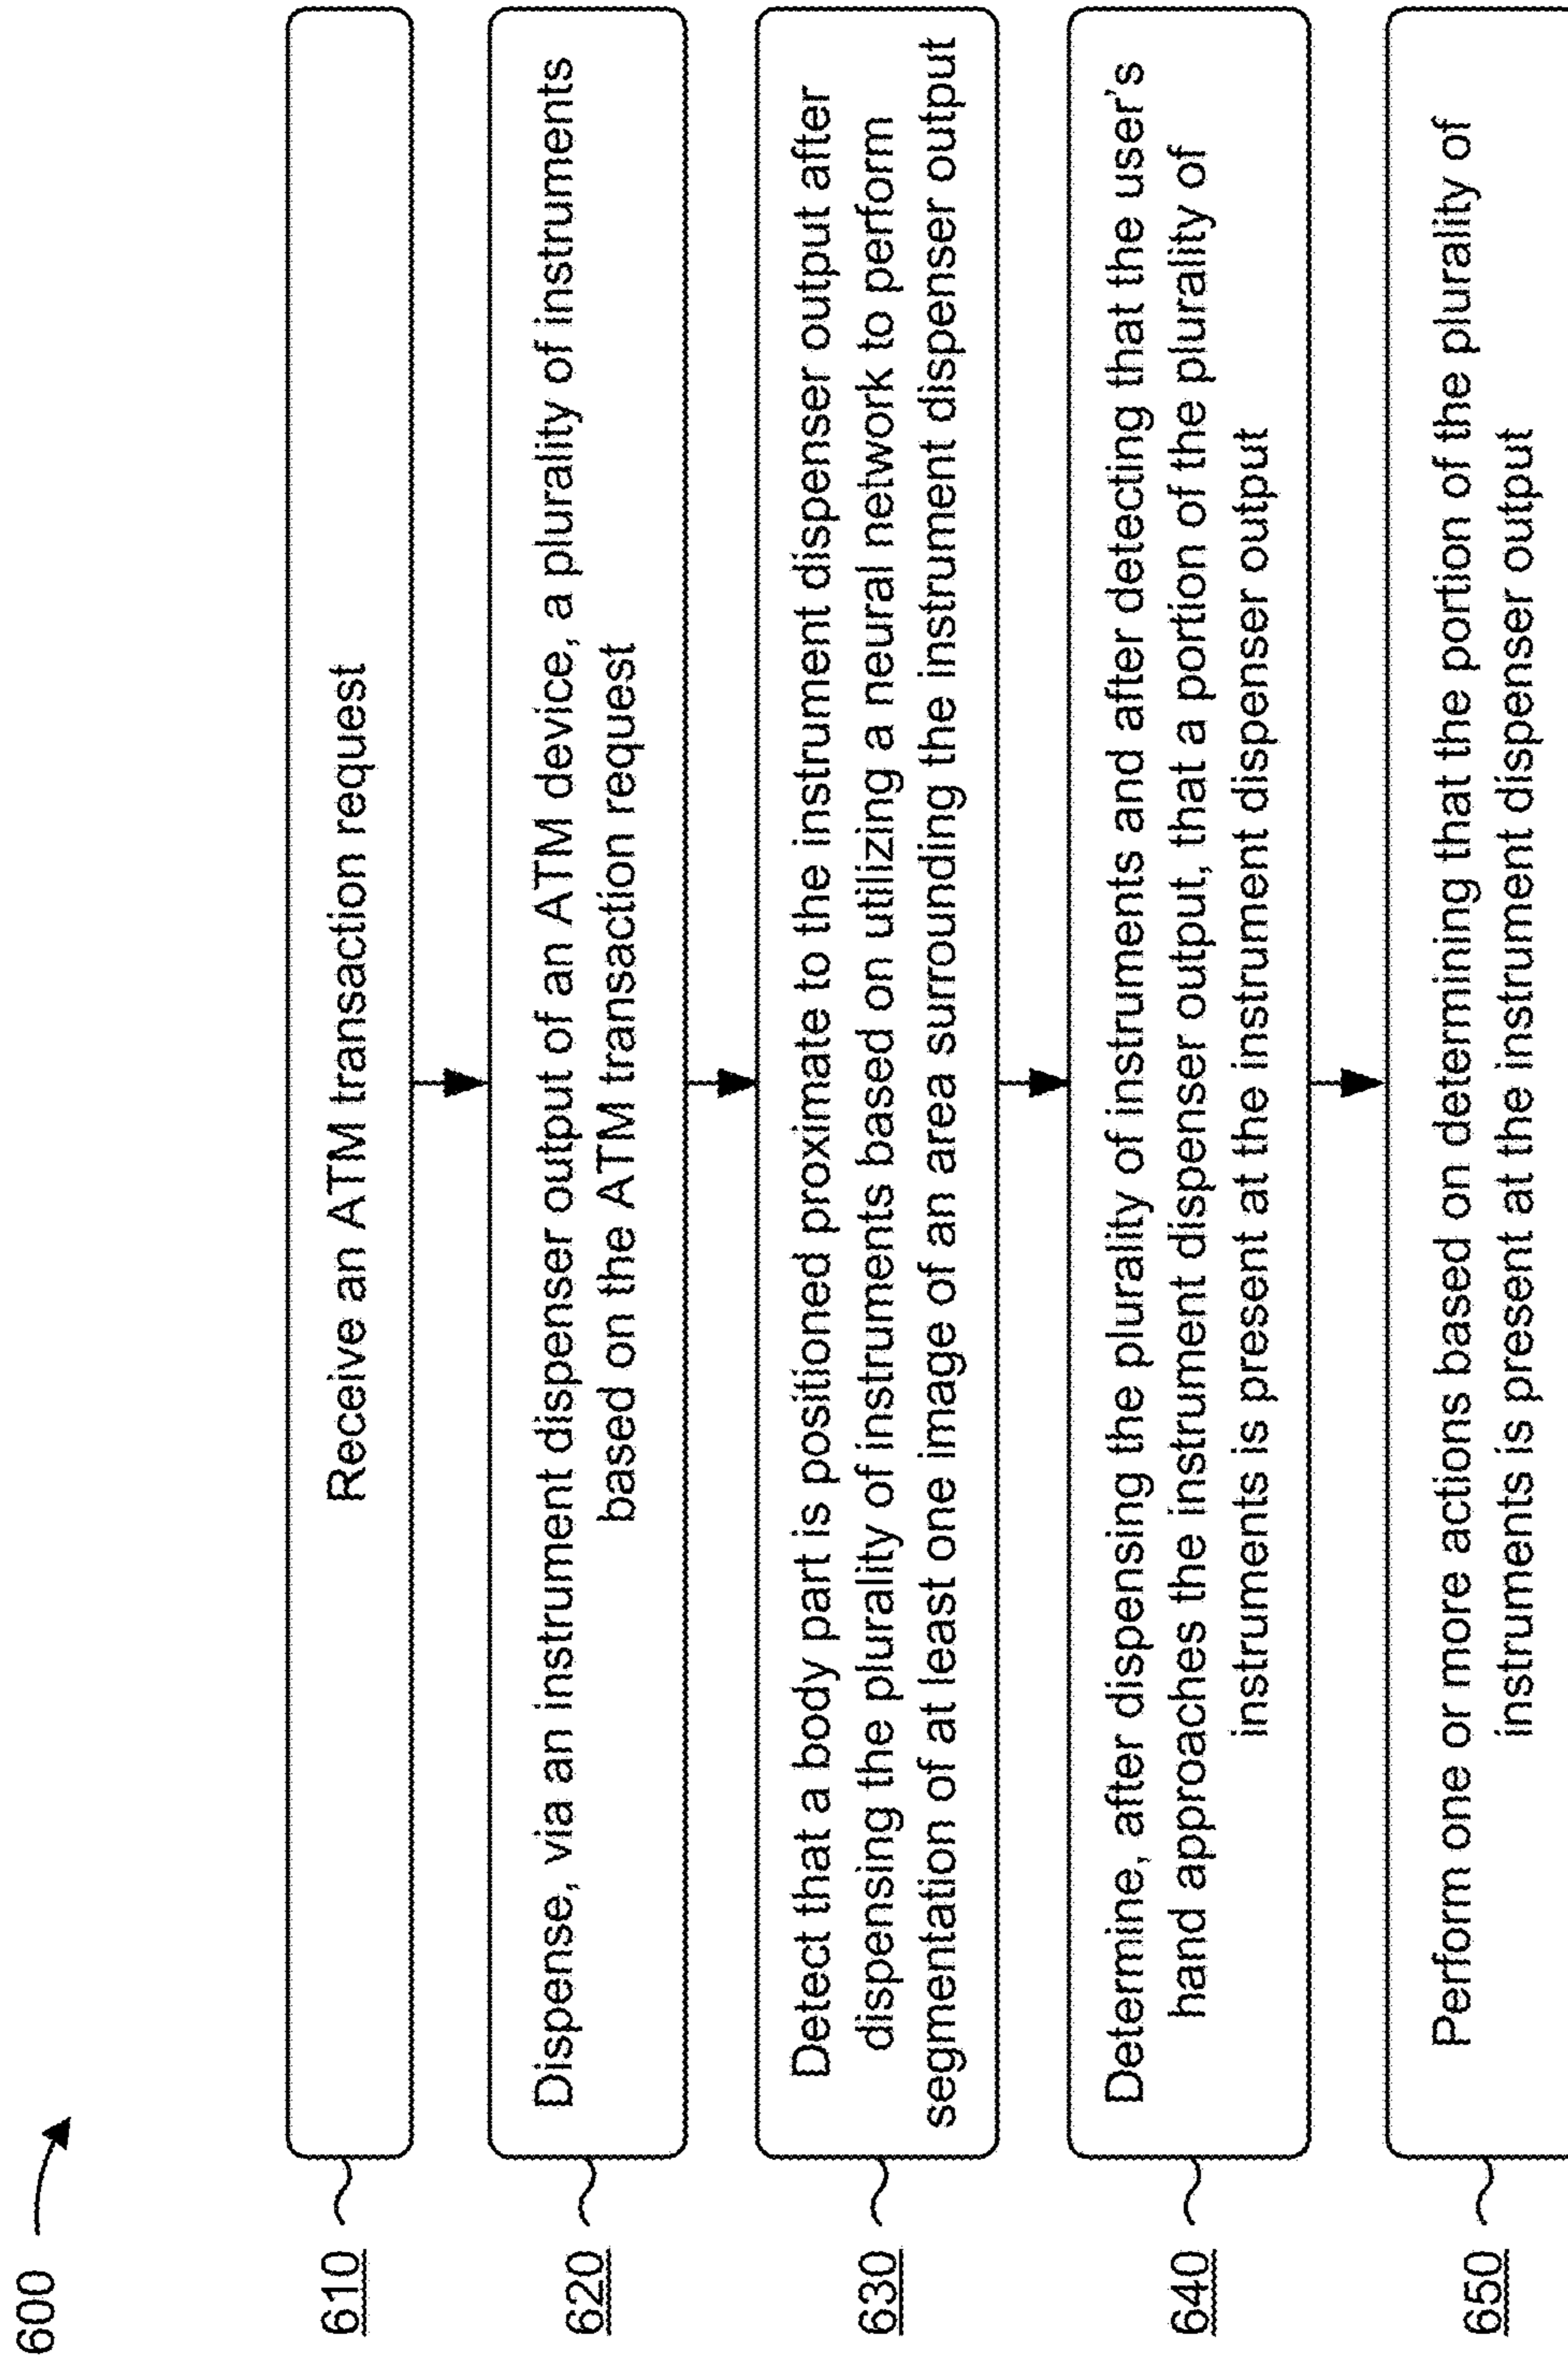 600
610
Receive an ATM transaction request
620
Dispense, via an instrument dispenser output of an ATM device, a plurality of instruments
based on the ATM transaction request
630
Detect that a body part is positioned proximate to the instrument dispenser output after
dispensing the plurality of instruments based on utilizing a neural network to perform
segmentation of at least one image of an area surrounding the instrument dispenser output
640
Determine, after dispensing the plurality of instruments and after detecting that the user's
hand approaches the instrument dispenser output, that a portion of the plurality of
instruments is present at the instrument dispenser output
650
Perform one or more actions based on determining that the portion of the plurality of
instruments is present at the instrument dispenser output